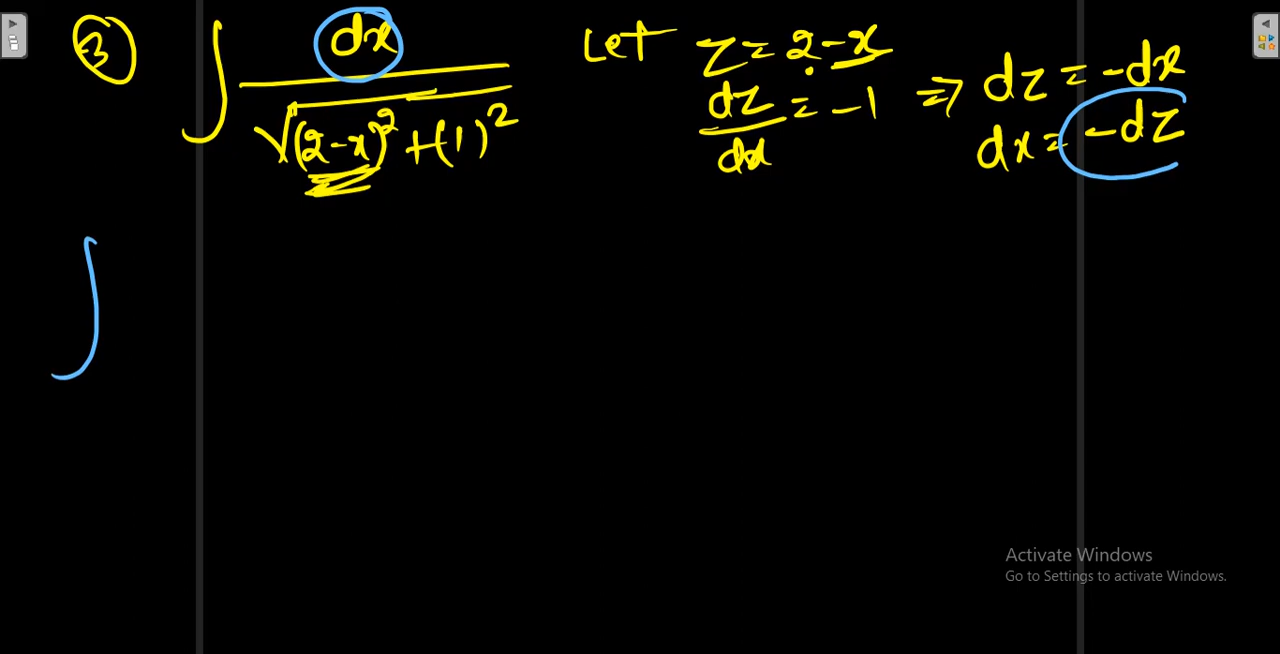 ③ ∫ dx / √(2-x)² + (1)²
Let z = 2-x
dz/dx = -1 ⇒ dz = -dx
dx = -dz
∫
Activate Windows
Go to Settings to activate Windows.